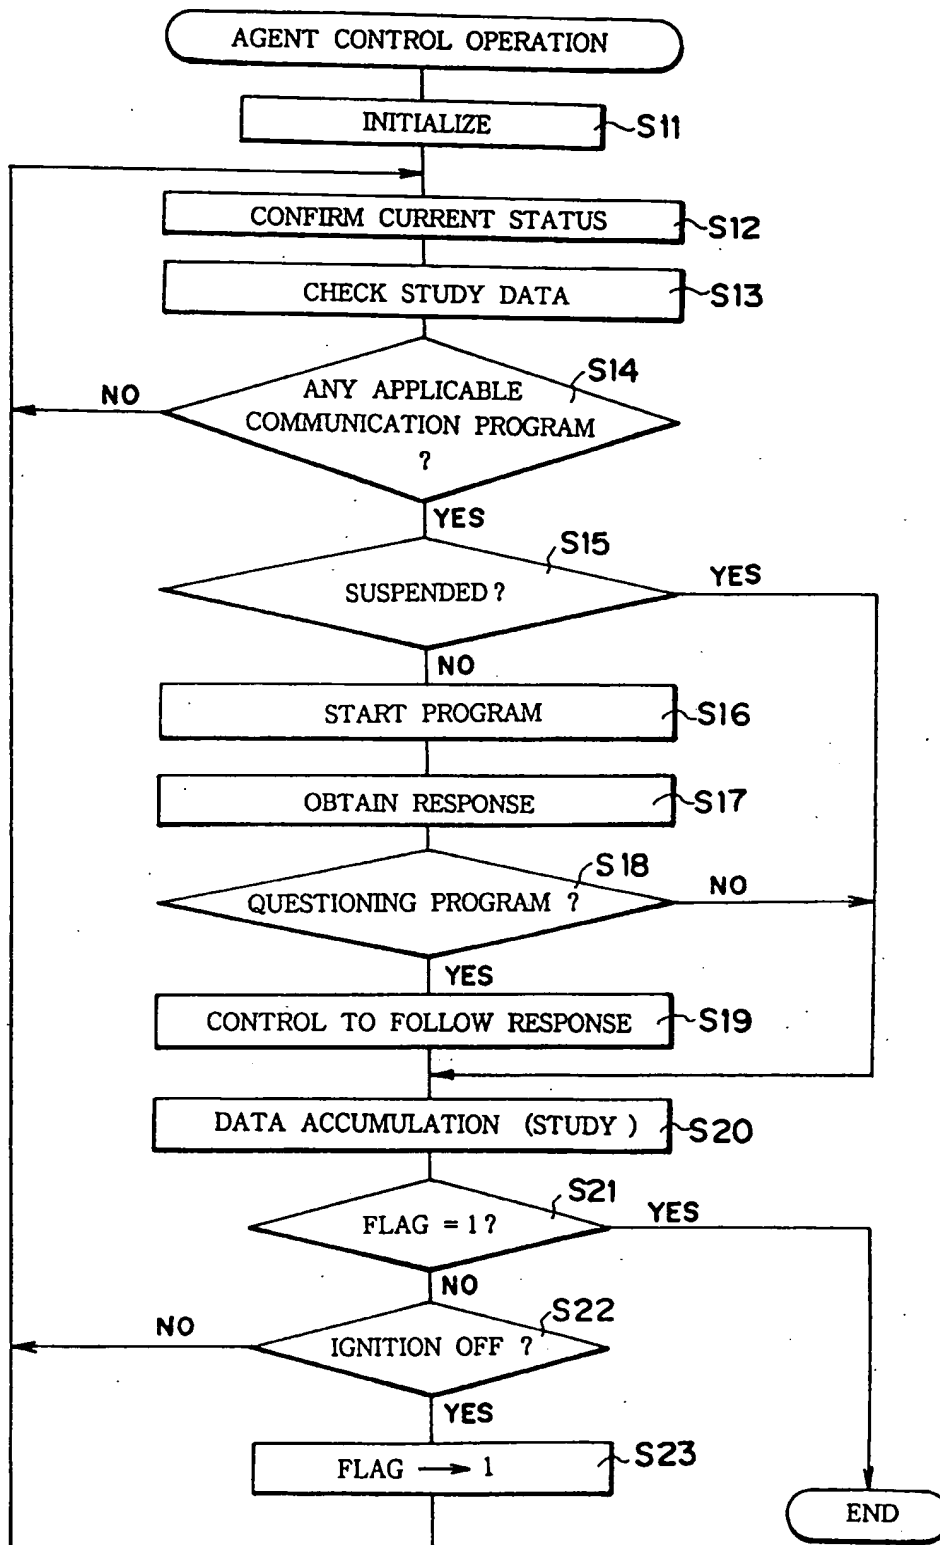 AGENT CONTROL OPERATION
INITIALIZE
S11
CONFIRM CURRENT STATUS
S12
CHECK STUDY DATA
S13
S14
NO
ANY APPLICABLE
COMMUNICATION PROGRAM
?
YES
S15
SUSPENDED?
YES
NO
START PROGRAM
S16
OBTAIN RESPONSE
S17
S18
QUESTIONING PROGRAM ?
NO
YES
CONTROL TO FOLLOW RESPONSE
S19
DATA ACCUMULATION (STUDY)
S20
S21
FLAG = 1?
YES
NO
S22
NO
IGNITION OFF ?
YES
FLAG → 1
S23
END